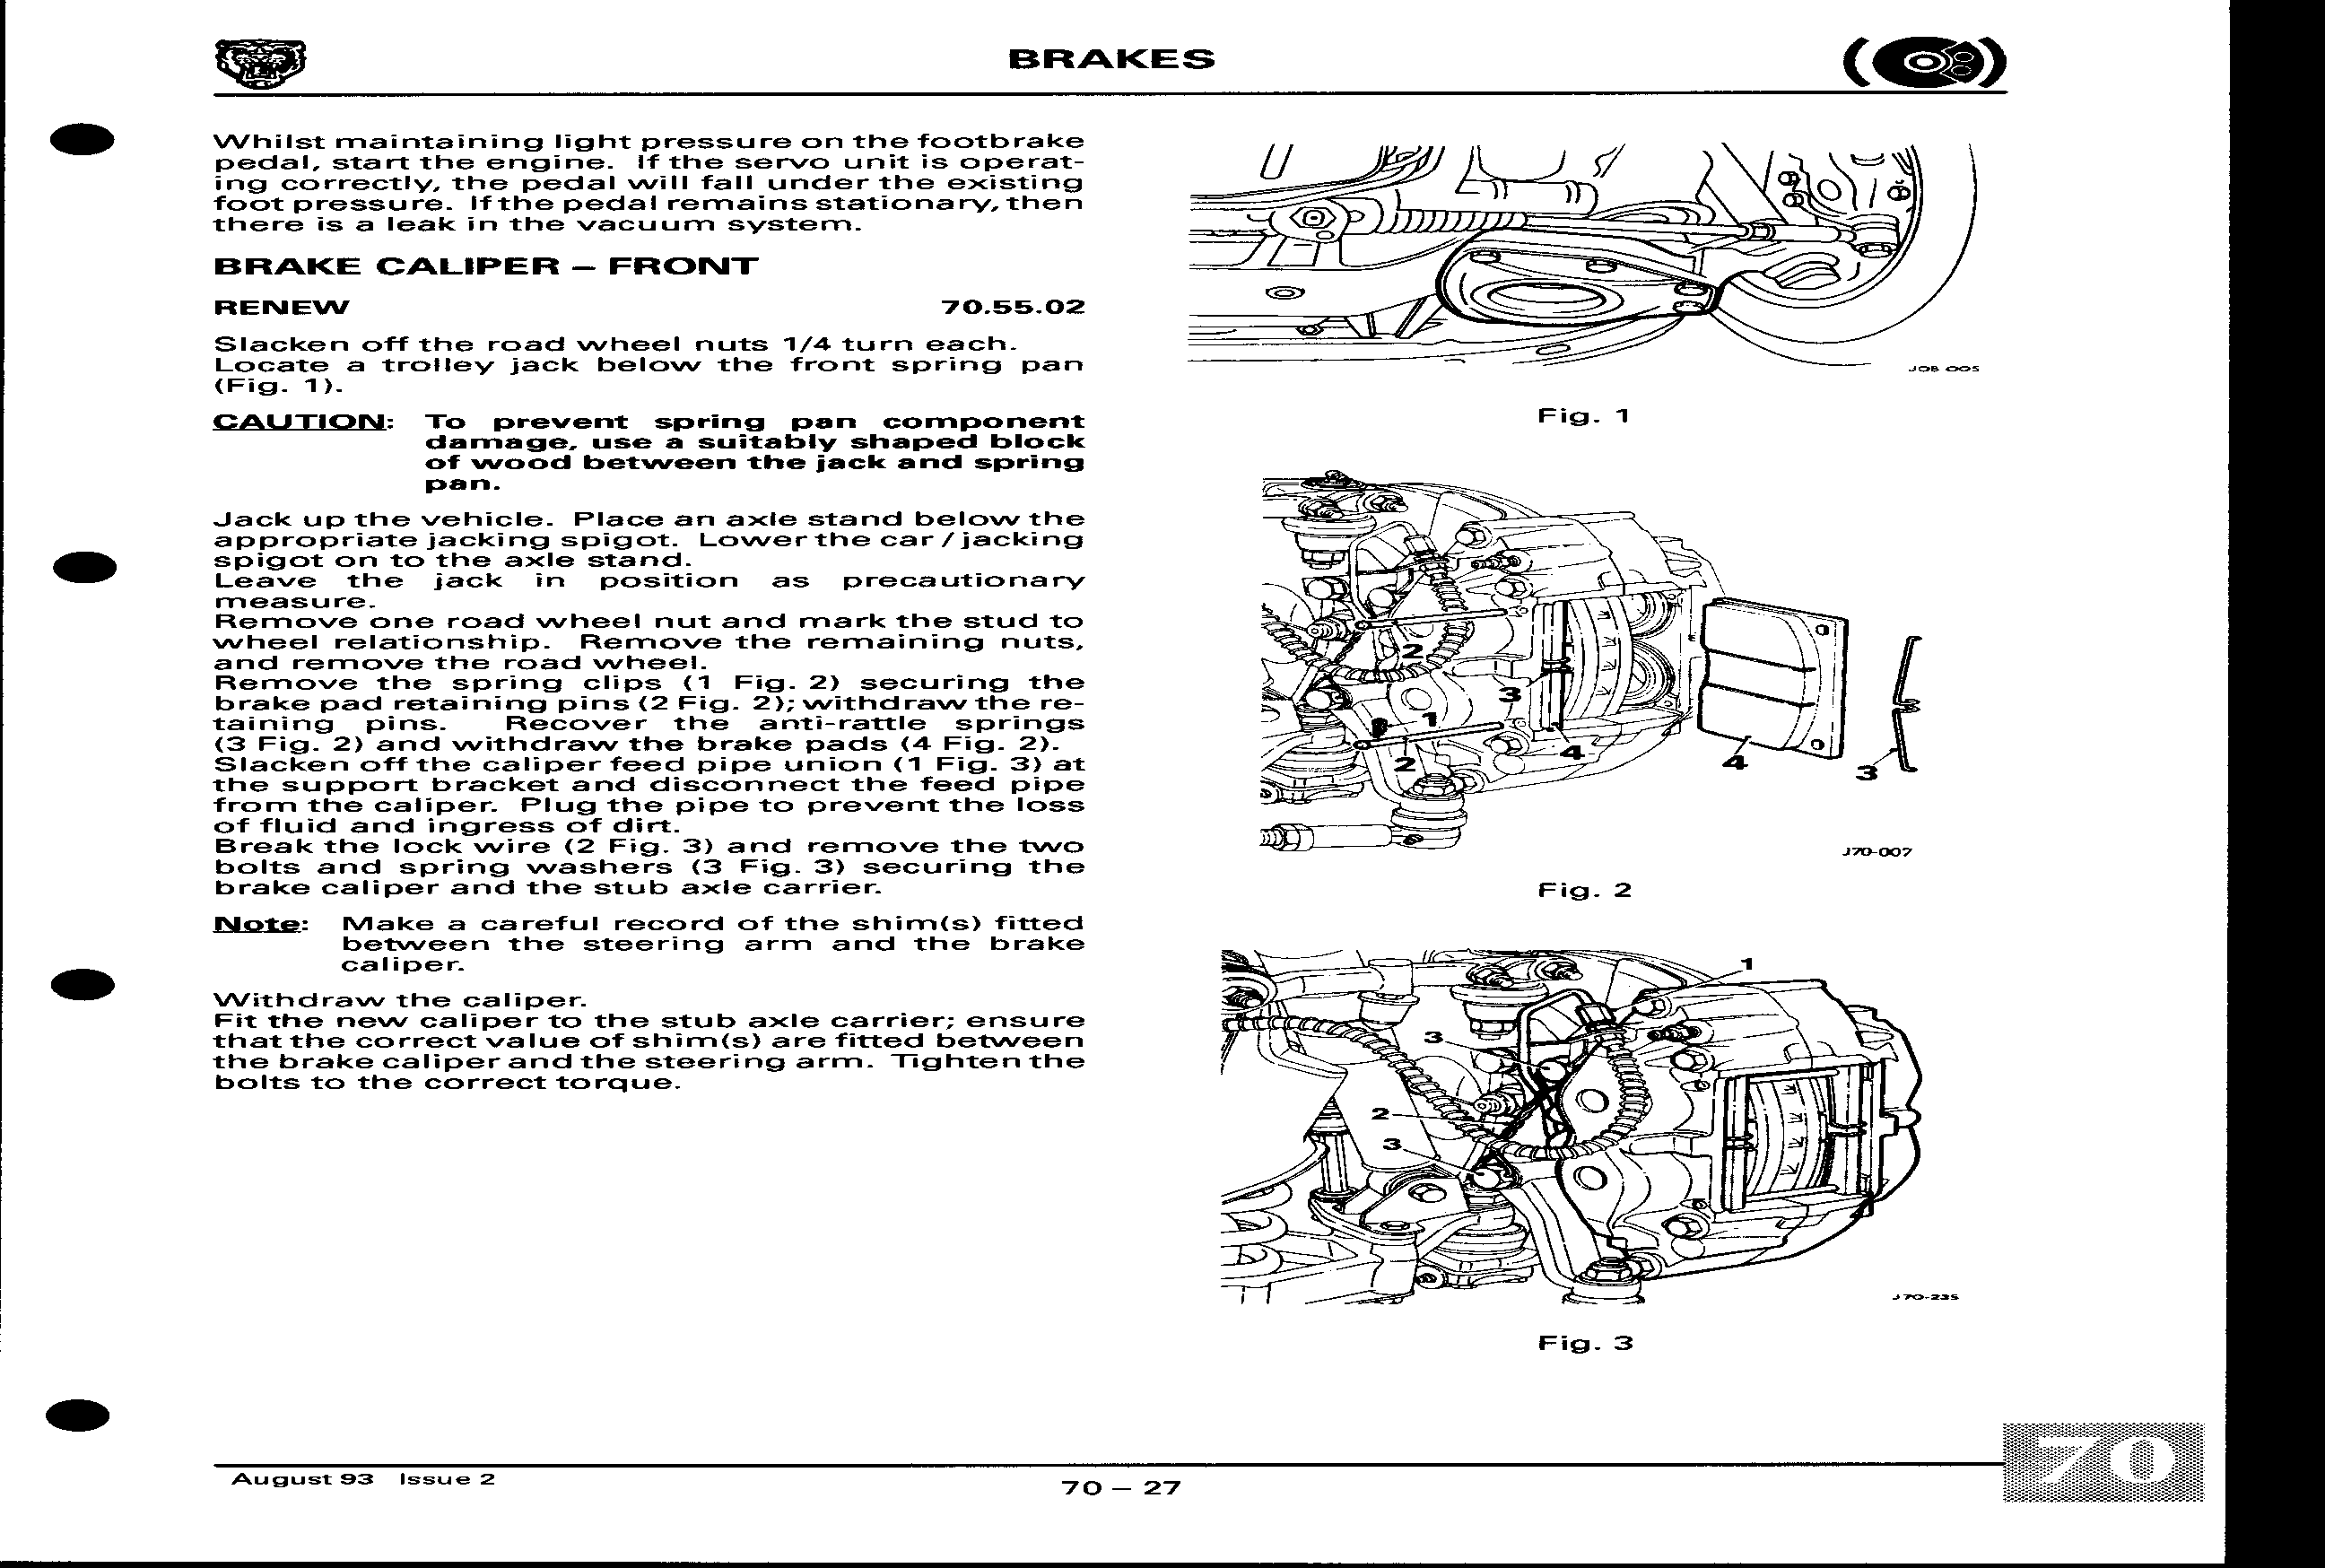 BRAKES
Whilst maintaining light pressure on the footbrake
pedal, start the engine. If the servo unit is operat-
ing correctly, the pedal will fall under the existing
foot pressure. If the pedal remains stationary, then
there is a leak in the vacuum system.
BRAKE CALIPER – FRONT
RENEW 70.55.02
Slacken off the road wheel nuts 1/4 turn each.
Locate a trolley jack below the front spring pan
(Fig. 1).
CAUTION: To prevent spring pan component
damage, use a suitably shaped block
of wood between the jack and spring
pan.
Jack up the vehicle. Place an axle stand below the
appropriate jacking spigot. Lower the car / jacking
spigot on to the axle stand.
Leave the jack in position as precautionary
measure.
Remove one road wheel nut and mark the stud to
wheel relationship. Remove the remaining nuts,
and remove the road wheel.
Remove the spring clips (1 Fig. 2) securing the
brake pad retaining pins (2 Fig. 2); withdraw the re-
taining pins. Recover the anti-rattle springs
(3 Fig. 2) and withdraw the brake pads (4 Fig. 2).
Slacken off the caliper feed pipe union (1 Fig. 3) at
the support bracket and disconnect the feed pipe
from the caliper. Plug the pipe to prevent the loss
of fluid and ingress of dirt.
Break the lock wire (2 Fig. 3) and remove the two
bolts and spring washers (3 Fig. 3) securing the
brake caliper and the stub axle carrier.
Note: Make a careful record of the shim(s) fitted
between the steering arm and the brake
caliper.
Withdraw the caliper.
Fit the new caliper to the stub axle carrier; ensure
that the correct value of shim(s) are fitted between
the brake caliper and the steering arm. Tighten the
bolts to the correct torque.
J08-005
Fig. 1
2
3
1
2
4
4
3
J70-007
Fig. 2
1
3
2
3
J70-235
Fig. 3
August 93 Issue 2
70 – 27
70